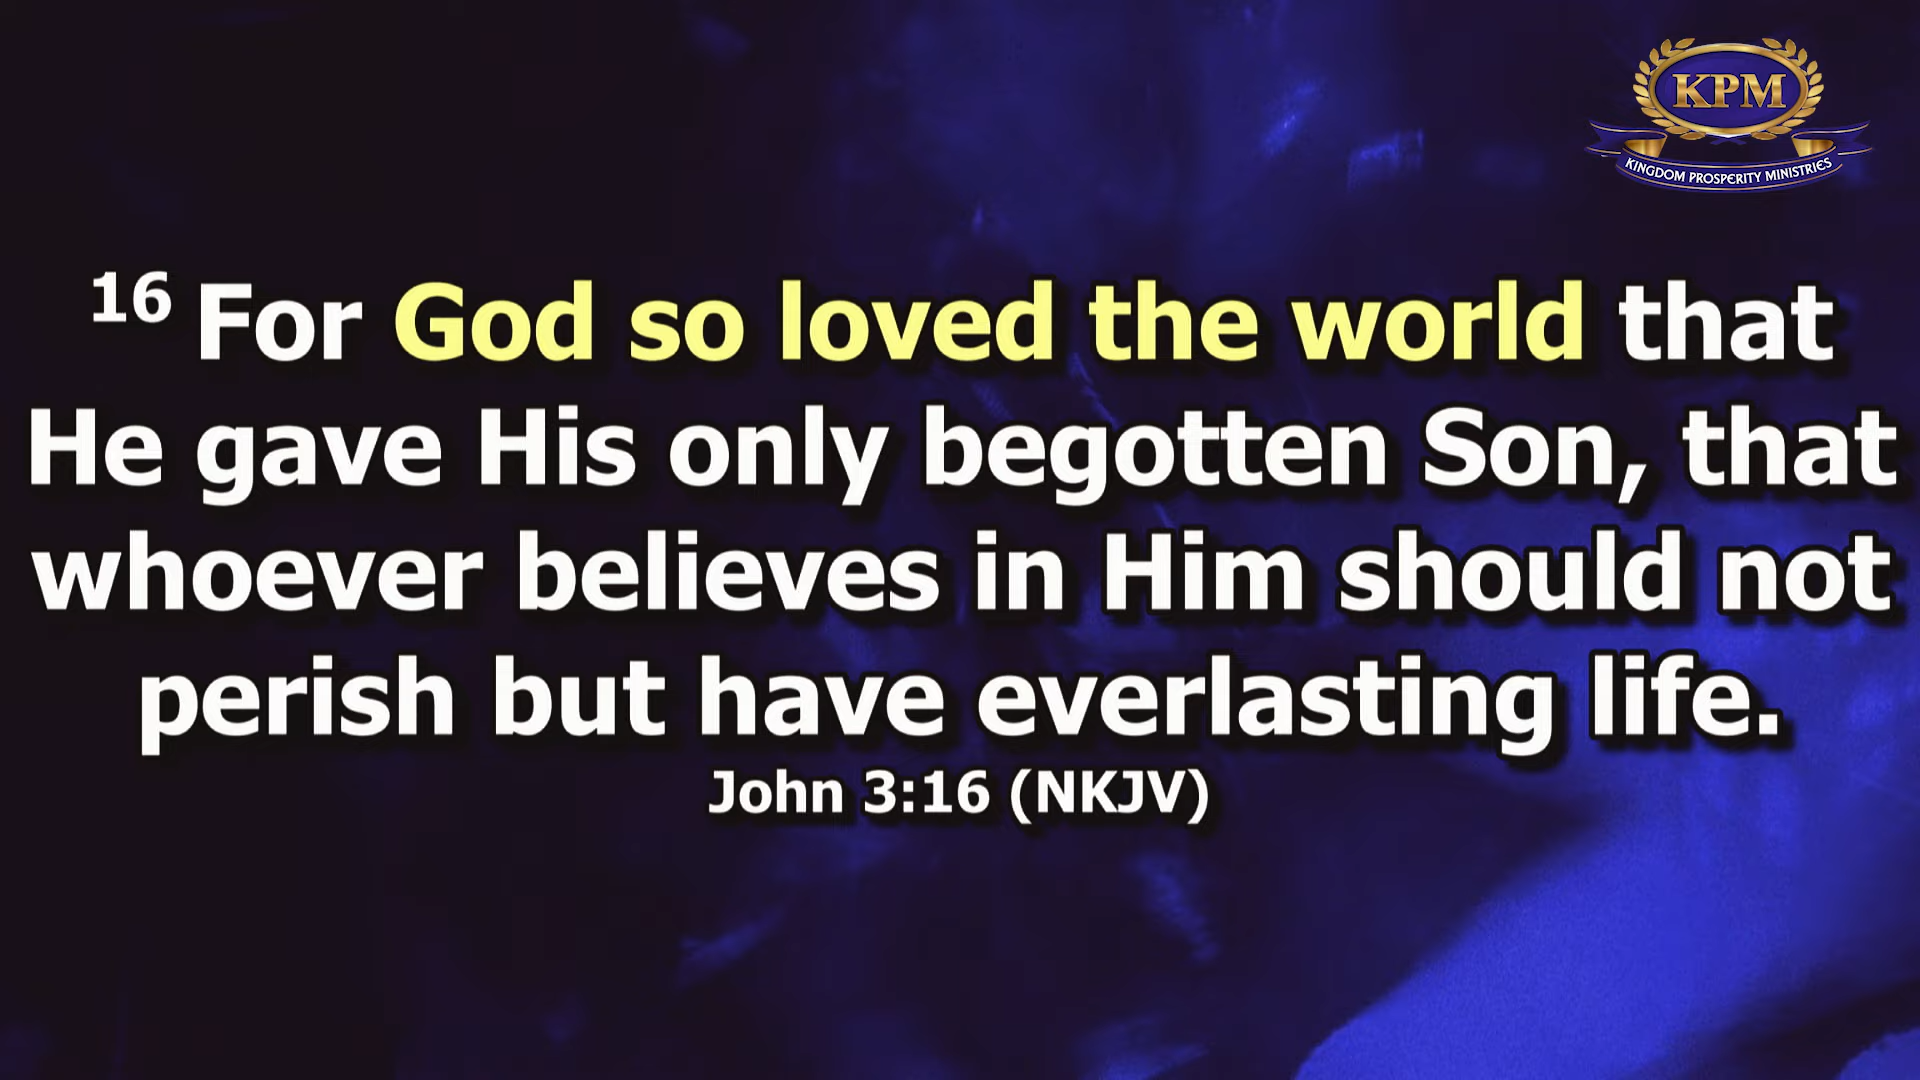 KPM
KINGDOM PROSPERITY MINISTRIES
16 For God so loved the world that
He gave His only begotten Son, that
whoever believes in Him should not
perish but have everlasting life.
John 3:16 (NKJV)